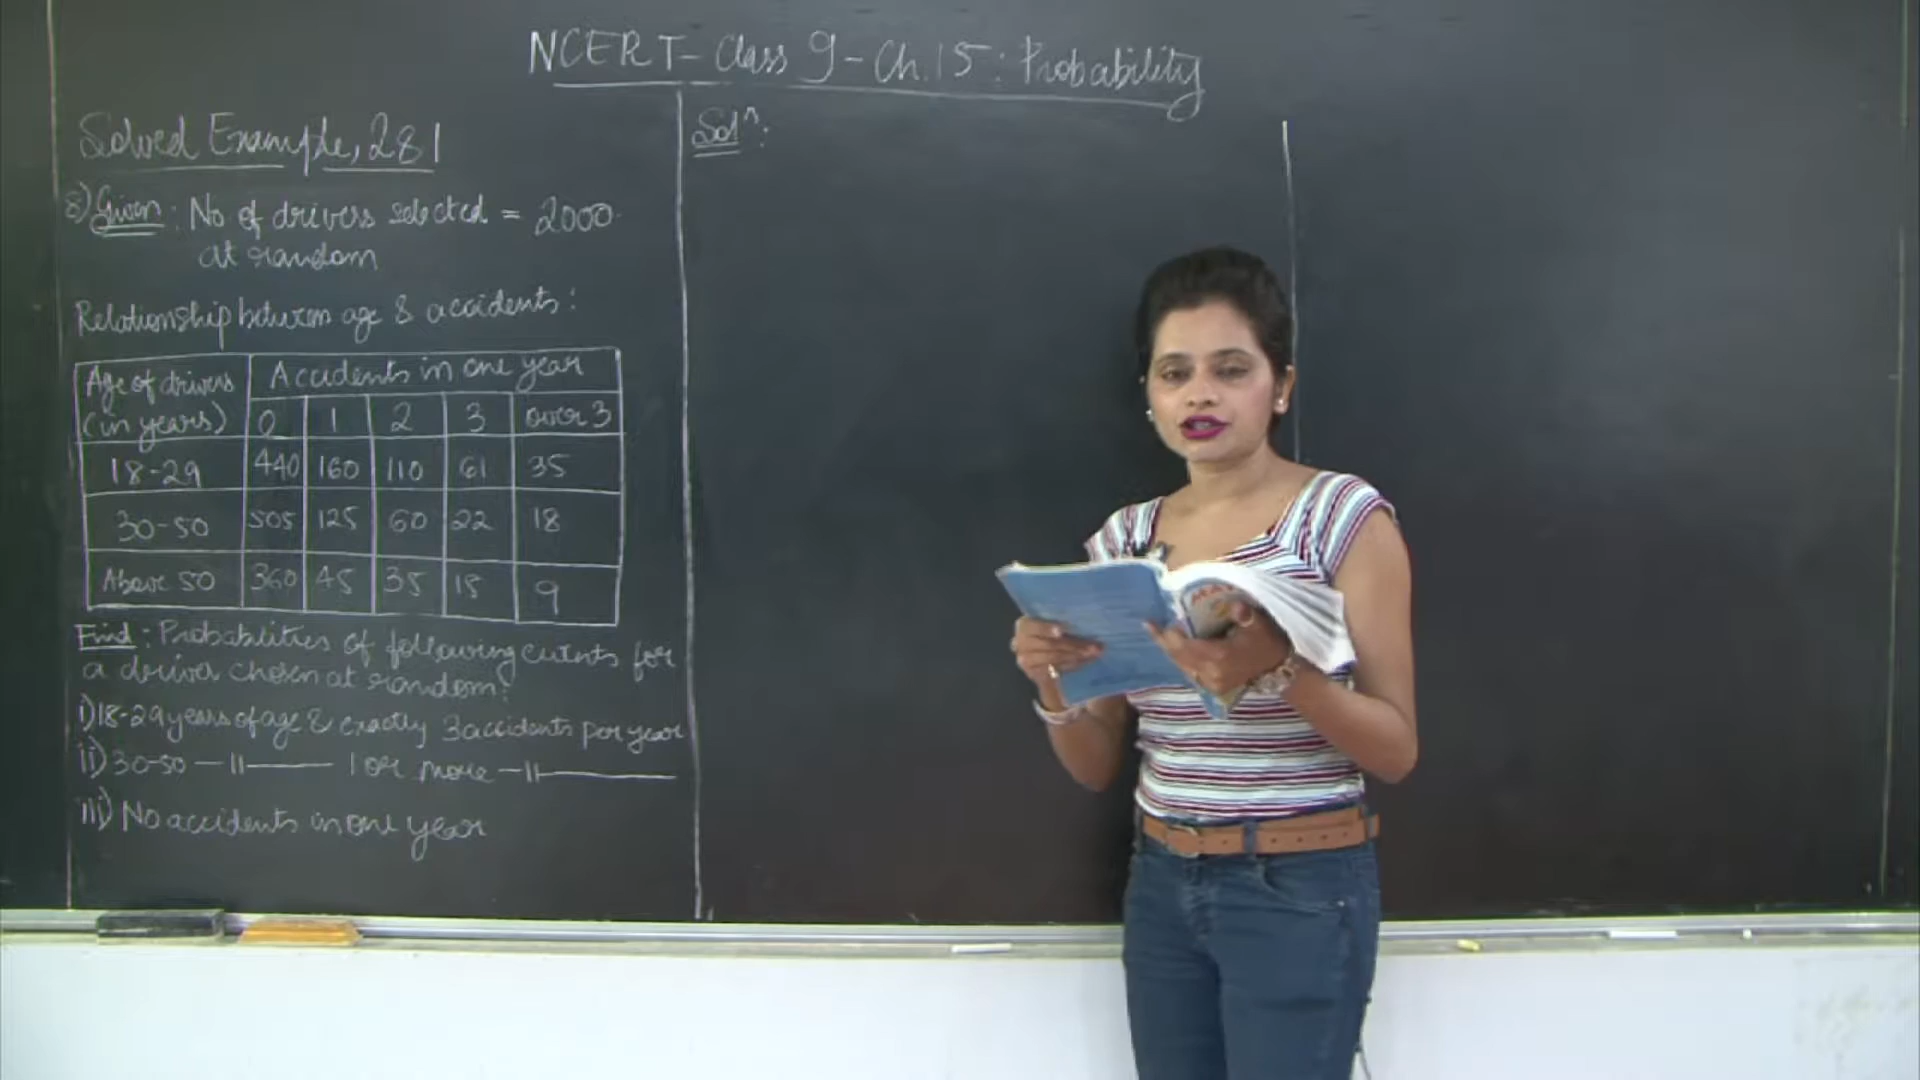 NCERT - Class 9 - Ch.15 : Probability
Solved Example, 281
8) Given : No of drivers selected = 2000
at random
Relationship between age & accidents :
Age of drivers (in years) Accidents in one year
0 1 2 3 over 3
18-29 440 160 110 61 35
30-50 505 125 60 22 18
Above 50 360 45 35 15 9
Find : Probabilities of following events for
a driver chosen at random :
i) 18-29 years of age & exactly 3 accidents per year
ii) 30-50 —11— 1 or more —11—
iii) No accidents in one year
Solⁿ :